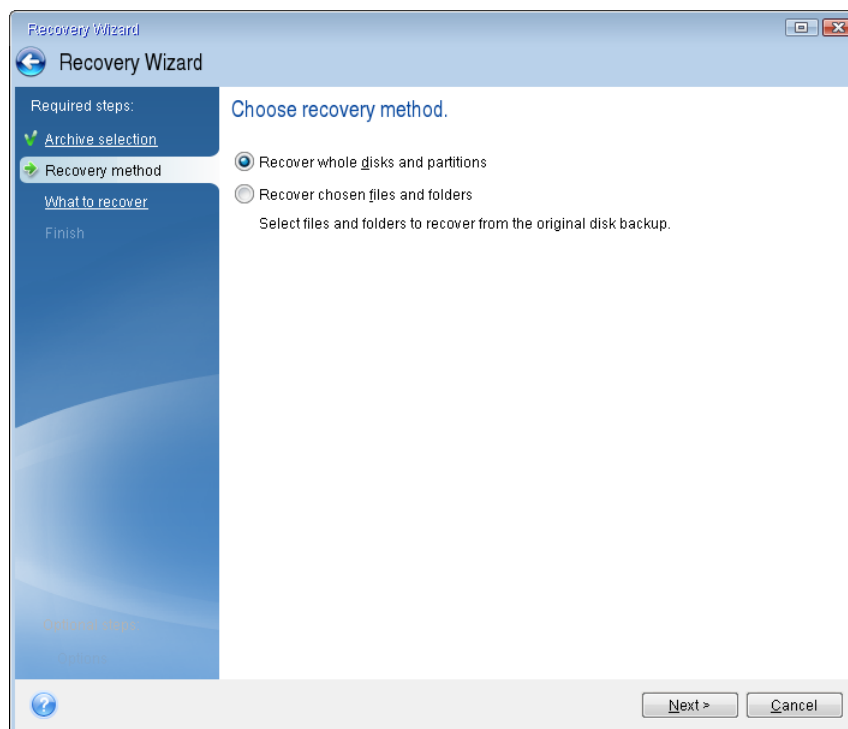 Recovery Wizard
Recovery Wizard
Required steps:
Archive selection
Recovery method
What to recover
Finish
Choose recovery method.
Recover whole disks and partitions
Recover chosen files and folders
Select files and folders to recover from the original disk backup.
Next >
Cancel